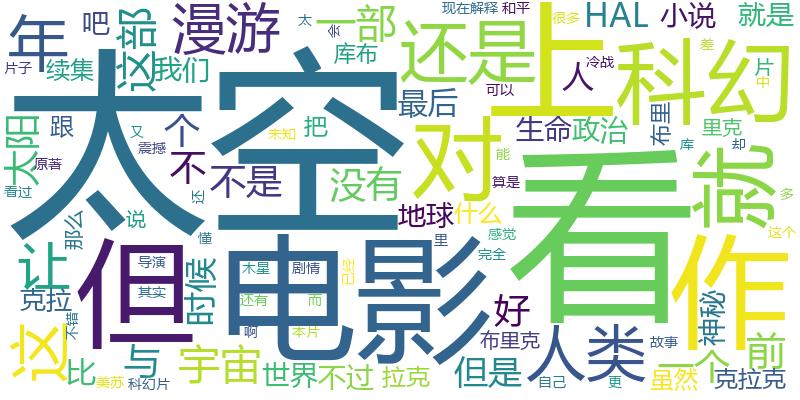 年
吧
这部
漫游
一部
还是
上
HAL
小说
就是
太
会
现在解释
和平
很多
差
片子
续集
我们
库布
人
冷战
片
中
科幻
太空
最后
可以
太阳
跟
个
把
对
生命
政治
布里
里克
库
却
原著
又
震撼
未知
能
看过
不
不是
没有
算是
看
就
多
还
地球
什么
那么
说
但
电影
里
感觉
作
这个
让
时候
懂
木星
剧情
已经
完全
神秘
导演
其实
还有
而
克拉
这
不错
啊
本片
好
布里克
人类
故事
一个
前
与
宇宙
比
美苏
科幻片
世界
不过
拉克
但是
自己
更
虽然
克拉克